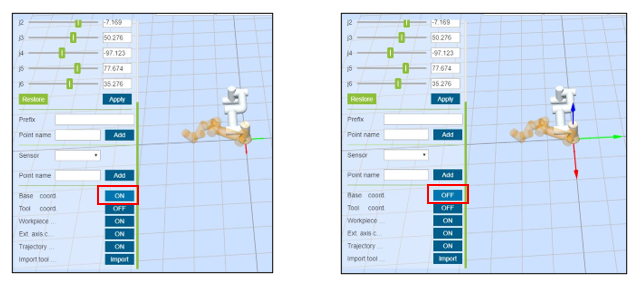 j2 -7.169
j3 50.276
j4 -97.123
j5 77.674
j6 35.276
Restore Apply
Prefix
Point name Add
Sensor
Point name Add
Base coord. ON
Tool coord. OFF
Workpiece ... ON
Ext. axis c... ON
Trajectory ... ON
Import tool ... Import
j2 -7.169
j3 50.276
j4 -97.123
j5 77.674
j6 35.276
Restore Apply
Prefix
Point name Add
Sensor
Point name Add
Base coord. OFF
Tool coord. ON
Workpiece ... ON
Ext. axis c... ON
Trajectory ... ON
Import tool ... Import